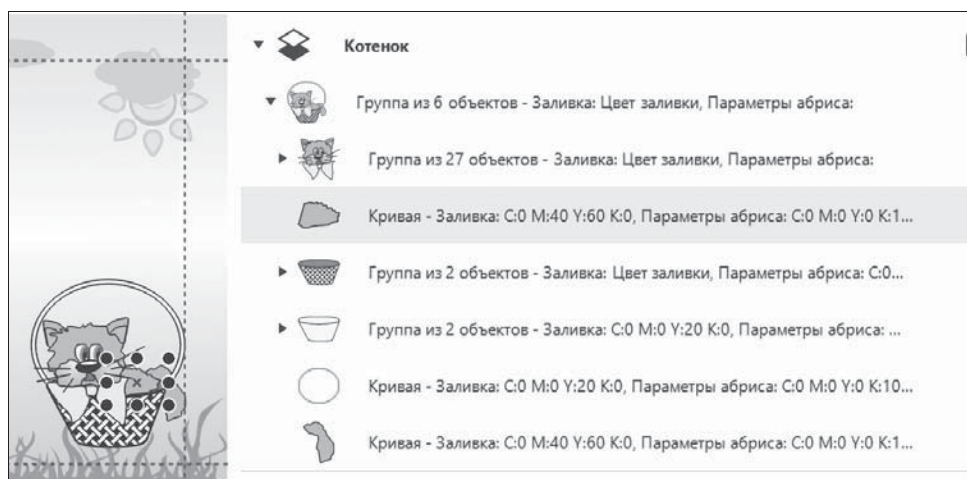 Котенок
Группа из 6 объектов - Заливка: Цвет заливки, Параметры абриса:
Группа из 27 объектов - Заливка: Цвет заливки, Параметры абриса:
Кривая - Заливка: C:0 M:40 Y:60 K:0, Параметры абриса: C:0 M:0 Y:0 K:1...
Группа из 2 объектов - Заливка: Цвет заливки, Параметры абриса: C:0...
Группа из 2 объектов - Заливка: C:0 M:0 Y:20 K:0, Параметры абриса: ...
Кривая - Заливка: C:0 M:0 Y:20 K:0, Параметры абриса: C:0 M:0 Y:0 K:10...
Кривая - Заливка: C:0 M:40 Y:60 K:0, Параметры абриса: C:0 M:0 Y:0 K:1...